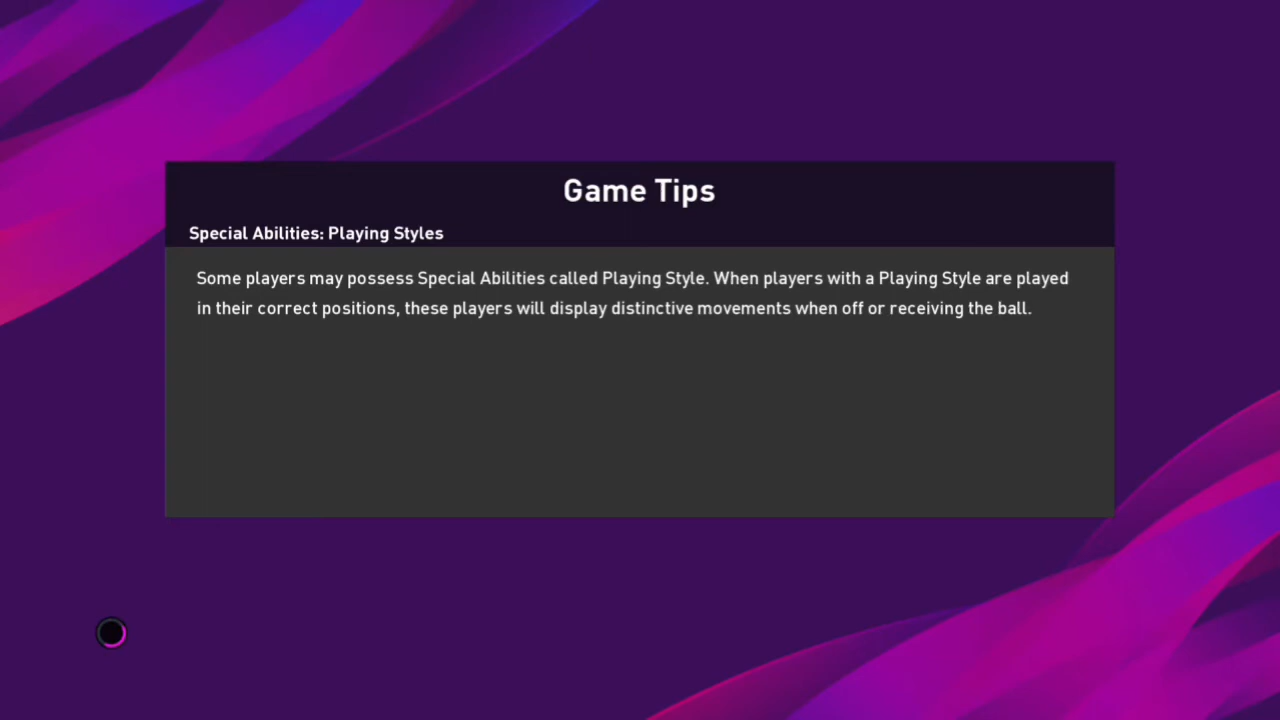 Game Tips
Special Abilities: Playing Styles
Some players may possess Special Abilities called Playing Style. When players with a Playing Style are played
in their correct positions, these players will display distinctive movements when off or receiving the ball.